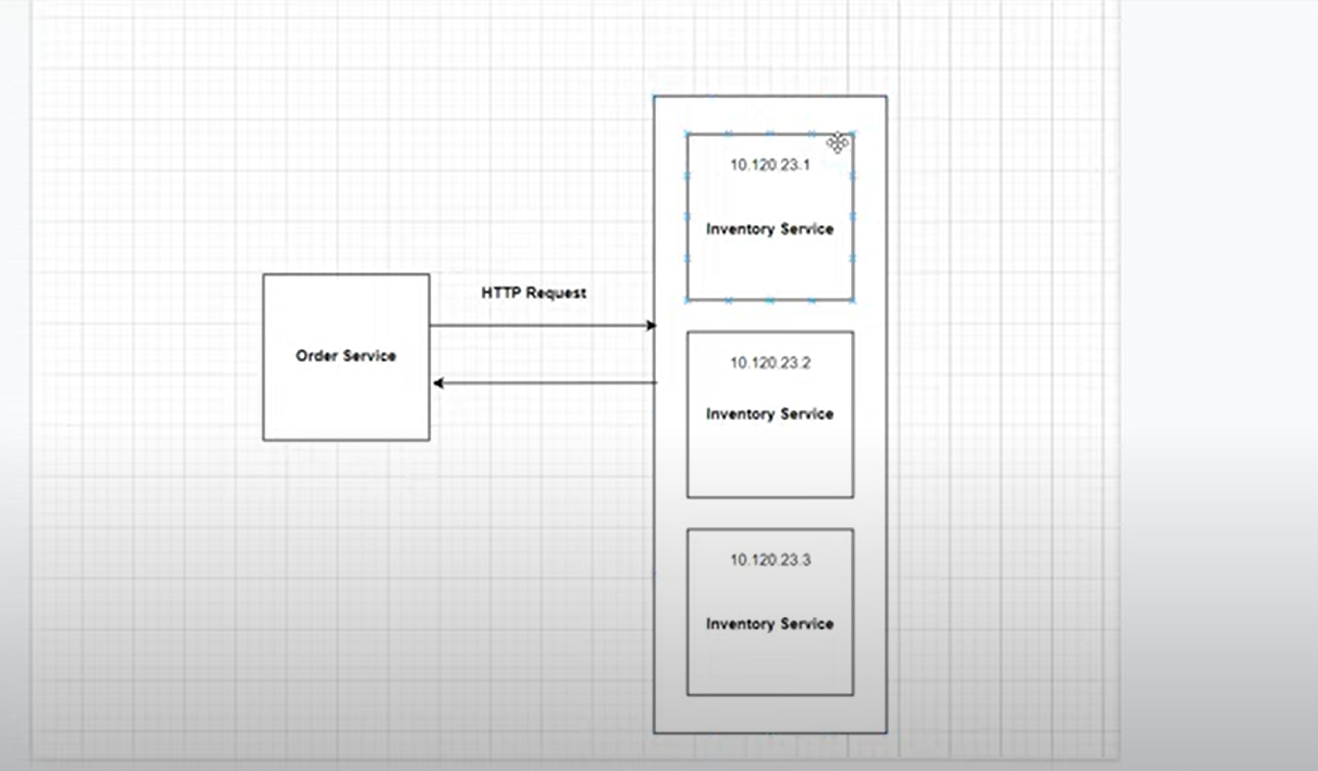 10.120.23.1
Inventory Service
HTTP Request
Order Service
10.120.23.2
Inventory Service
10.120.23.3
Inventory Service